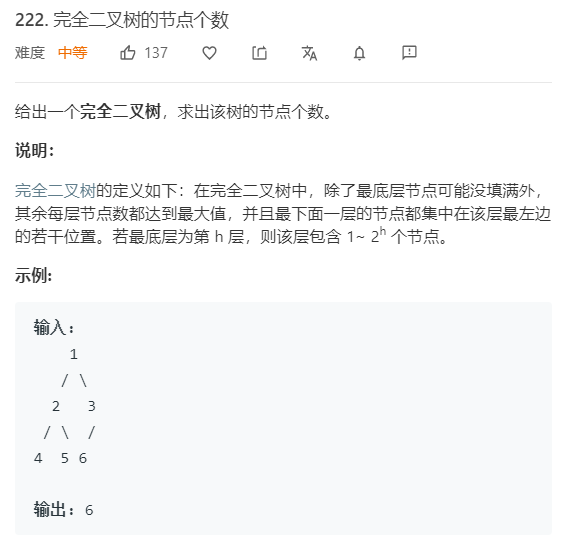 222. 完全二叉树的节点个数
难度 中等 137
给出一个完全二叉树，求出该树的节点个数。
说明：
完全二叉树的定义如下：在完全二叉树中，除了最底层节点可能没填满外，
其余每层节点数都达到最大值，并且最下面一层的节点都集中在该层最左边
的若干位置。若最底层为第 h 层，则该层包含 1~ 2^h 个节点。
示例:
输入:
1
/ \
2 3
/ \ /
4 5 6
输出: 6